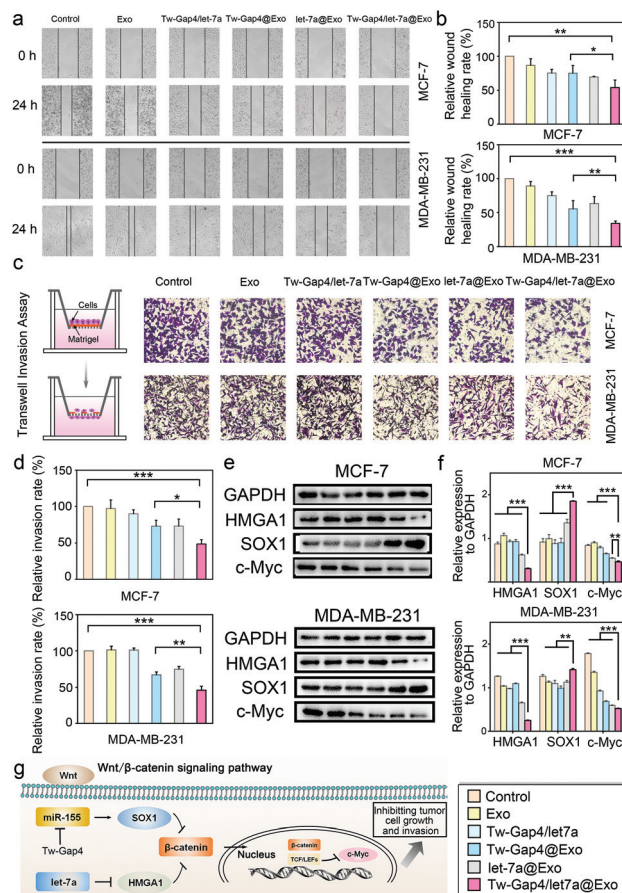 a
Control
Exo
Tw-Gap4/let-7a
Tw-Gap4@Exo
let-7a@Exo
Tw-Gap4/let-7a@Exo
0 h
24 h
MCF-7
0h
24 h
MDA-MB-231
b
Relative wound
healing rate (%)
100
50
0
**
*
MCF-7
Relative wound
healing rate (%)
100
50
0
***
**
MDA-MB-231
c
Transwell Invasion Assay
Cells
Matrigel
Control
Exo
Tw-Gap4/let-7a
Tw-Gap4@Exo
let-7a@Exo
Tw-Gap4/let-7a@Exo
MCF-7
MDA-MB-231
d
Relative invasion rate (%)
150
100
50
0
***
*
MCF-7
Relative invasion rate (%)
150
100
50
0
***
**
MDA-MB-231
e
MCF-7
GAPDH
HMGA1
SOX1
c-Myc
MDA-MB-231
GAPDH
HMGA1
SOX1
c-Myc
f
MCF-7
Relative expression
to GAPDH
2
1
0
***
***
***
**
HMGA1 SOX1 c-Myc
MDA-MB-231
Relative expression
to GAPDH
2
1
0
***
**
***
HMGA1 SOX1 c-Myc
g
Wnt
Wnt/β-catenin signaling pathway
miR-155
SOX1
Tw-Gap4
let-7a
HMGA1
β-catenin
Nucleus
β-catenin
TCF/LEFs
c-Myc
Inhibiting tumor
cell growth
and invasion
Control
Exo
Tw-Gap4/let7a
Tw-Gap4@Exo
let-7a@Exo
Tw-Gap4/let7a@Exo